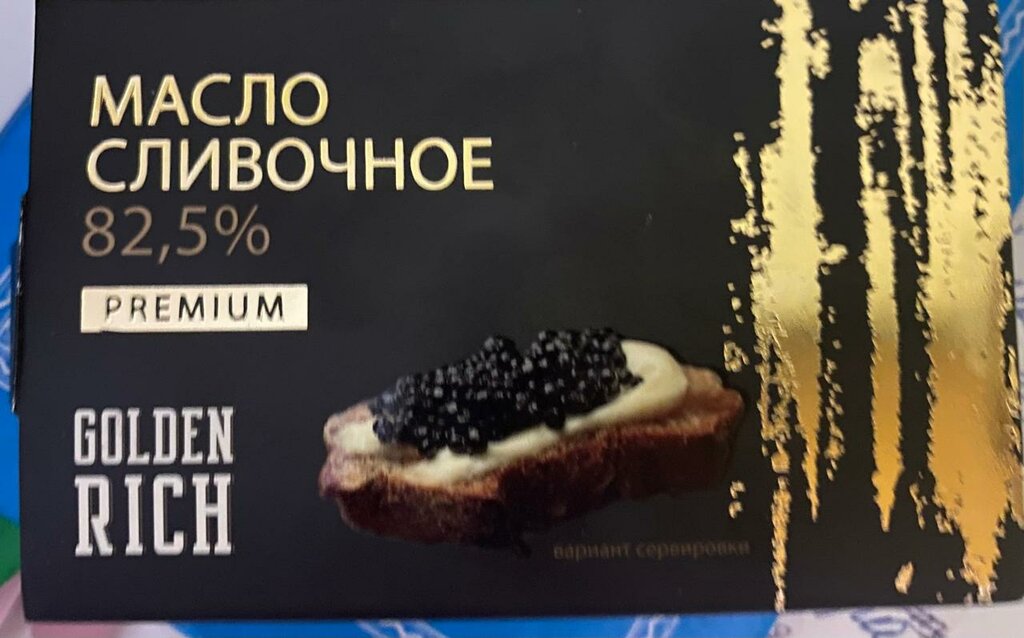 МАСЛО
СЛИВОЧНОЕ
82,5%
PREMIUM
GOLDEN
RICH
вариант сервировки